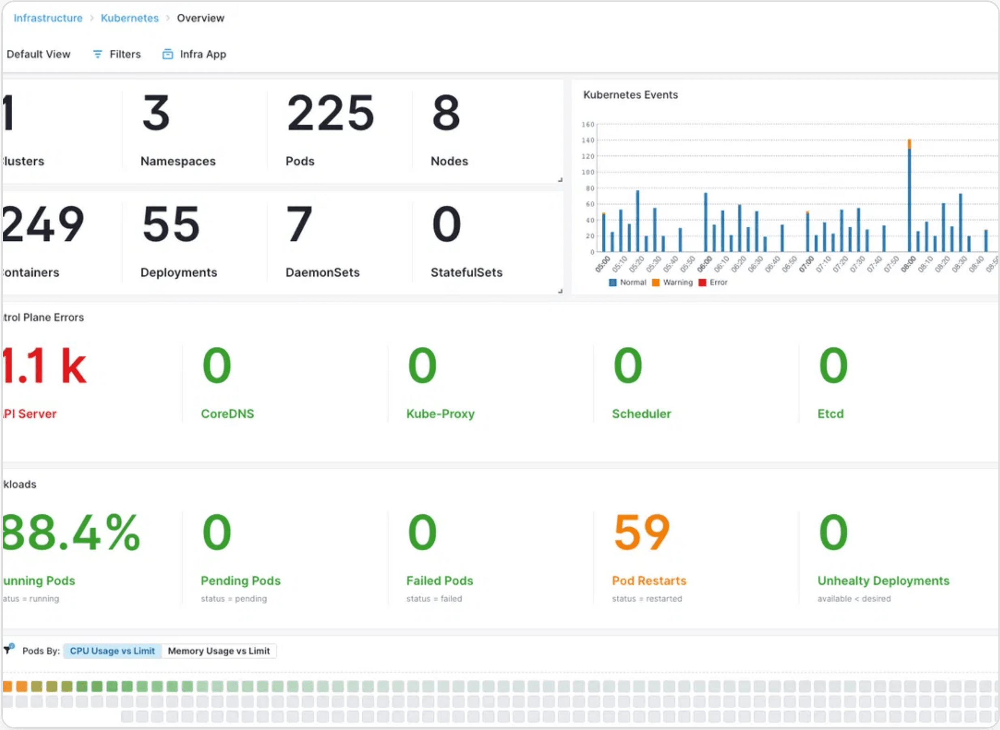 Infrastructure > Kubernetes > Overview
Default View Filters Infra App
1 3 225 8
lusters Namespaces Pods Nodes
249 55 7 0
ontainers Deployments DaemonSets StatefulSets
Kubernetes Events
160
140
120
100
80
60
40
20
0
05:00 05:10 05:20 05:30 05:40 05:50 06:00 06:10 06:20 06:30 06:40 06:50 07:00 07:10 07:20 07:30 07:40 07:50 08:00 08:10 08:20 08:30 08:40 08:50
Normal Warning Error
trol Plane Errors
1.1 k 0 0 0 0
PI Server CoreDNS Kube-Proxy Scheduler Etcd
kloads
88.4% 0 0 59 0
unning Pods Pending Pods Failed Pods Pod Restarts Unhealty Deployments
atus = running status = pending status = failed status = restarted available < desired
Pods By: CPU Usage vs Limit Memory Usage vs Limit